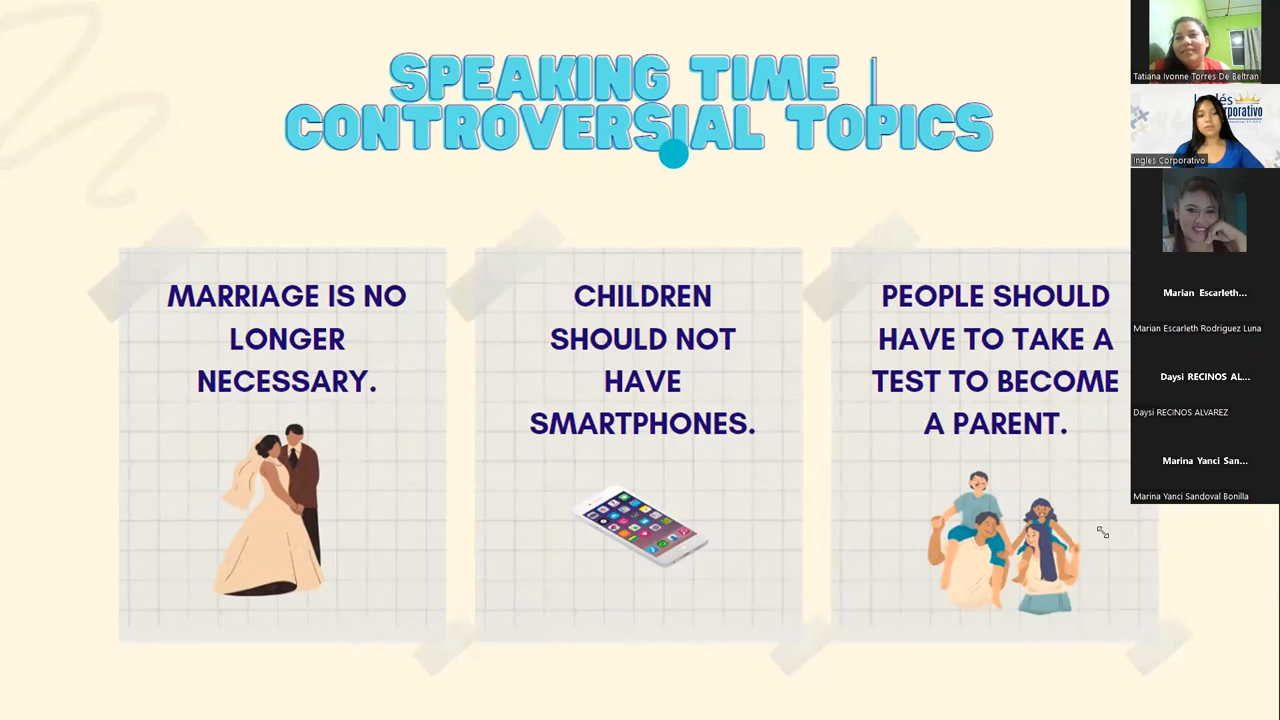 SPEAKING TIME |
CONTROVERSIAL TOPICS
MARRIAGE IS NO
LONGER
NECESSARY.
CHILDREN
SHOULD NOT
HAVE
SMARTPHONES.
PEOPLE SHOULD
HAVE TO TAKE A
TEST TO BECOME
A PARENT.
Tatiana Ivonne Torres De Beltran
Ingles Corporativo
Marian Escarleth...
Marian Escarleth Rodriguez Luna
Daysi RECINOS AL...
Daysi RECINOS ALVAREZ
Marina Yanci San...
Marina Yanci Sandoval Bonilla